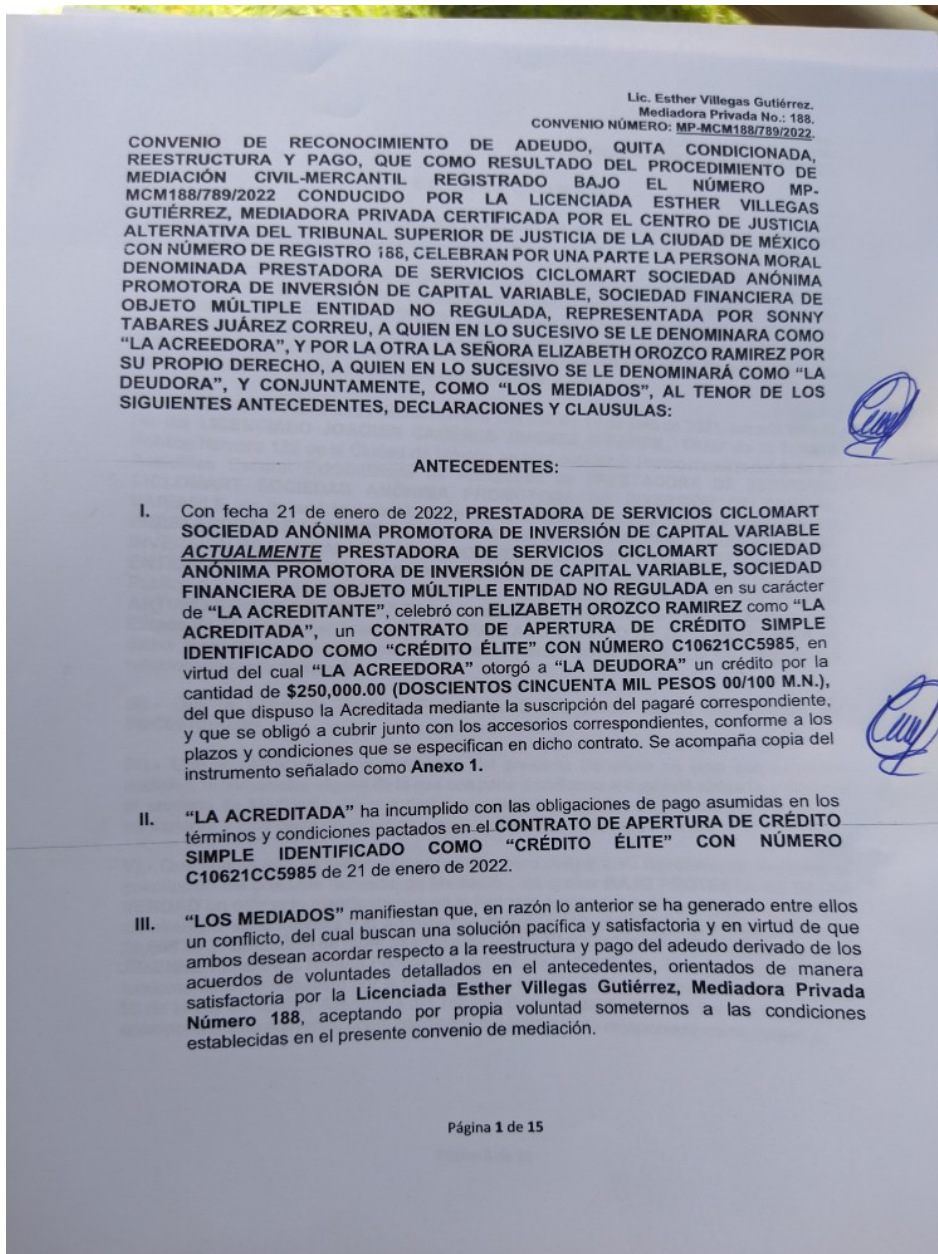 Lic. Esther Villegas Gutiérrez.
Mediadora Privada No.: 188.
CONVENIO NÚMERO: MP-MCM188/789/2022.
CONVENIO DE RECONOCIMIENTO DE ADEUDO, QUITA CONDICIONADA,
REESTRUCTURA Y PAGO, QUE COMO RESULTADO DEL PROCEDIMIENTO DE
MEDIACIÓN CIVIL-MERCANTIL REGISTRADO BAJO EL NÚMERO MP-
MCM188/789/2022 CONDUCIDO POR LA LICENCIADA ESTHER VILLEGAS
GUTIÉRREZ, MEDIADORA PRIVADA CERTIFICADA POR EL CENTRO DE JUSTICIA
ALTERNATIVA DEL TRIBUNAL SUPERIOR DE JUSTICIA DE LA CIUDAD DE MÉXICO
CON NÚMERO DE REGISTRO 188, CELEBRAN POR UNA PARTE LA PERSONA MORAL
DENOMINADA PRESTADORA DE SERVICIOS CICLOMART SOCIEDAD ANÓNIMA
PROMOTORA DE INVERSIÓN DE CAPITAL VARIABLE, SOCIEDAD FINANCIERA DE
OBJETO MÚLTIPLE ENTIDAD NO REGULADA, REPRESENTADA POR SONNY
TABARES JUÁREZ CORREU, A QUIEN EN LO SUCESIVO SE LE DENOMINARA COMO
“LA ACREEDORA”, Y POR LA OTRA LA SEÑORA ELIZABETH OROZCO RAMIREZ POR
SU PROPIO DERECHO, A QUIEN EN LO SUCESIVO SE LE DENOMINARÁ COMO “LA
DEUDORA”, Y CONJUNTAMENTE, COMO “LOS MEDIADOS”, AL TENOR DE LOS
SIGUIENTES ANTECEDENTES, DECLARACIONES Y CLAUSULAS:
ANTECEDENTES:
I. Con fecha 21 de enero de 2022, PRESTADORA DE SERVICIOS CICLOMART
SOCIEDAD ANÓNIMA PROMOTORA DE INVERSIÓN DE CAPITAL VARIABLE
ACTUALMENTE PRESTADORA DE SERVICIOS CICLOMART SOCIEDAD
ANÓNIMA PROMOTORA DE INVERSIÓN DE CAPITAL VARIABLE, SOCIEDAD
FINANCIERA DE OBJETO MÚLTIPLE ENTIDAD NO REGULADA en su carácter
de “LA ACREDITANTE”, celebró con ELIZABETH OROZCO RAMIREZ como “LA
ACREDITADA”, un CONTRATO DE APERTURA DE CRÉDITO SIMPLE
IDENTIFICADO COMO “CRÉDITO ÉLITE” CON NÚMERO C10621CC5985, en
virtud del cual “LA ACREEDORA” otorgó a “LA DEUDORA” un crédito por la
cantidad de $250,000.00 (DOSCIENTOS CINCUENTA MIL PESOS 00/100 M.N.),
del que dispuso la Acreditada mediante la suscripción del pagaré correspondiente,
y que se obligó a cubrir junto con los accesorios correspondientes, conforme a los
plazos y condiciones que se especifican en dicho contrato. Se acompaña copia del
instrumento señalado como Anexo 1.
II. “LA ACREDITADA” ha incumplido con las obligaciones de pago asumidas en los
términos y condiciones pactados en el CONTRATO DE APERTURA DE CRÉDITO
SIMPLE IDENTIFICADO COMO “CRÉDITO ÉLITE” CON NÚMERO
C10621CC5985 de 21 de enero de 2022.
III. “LOS MEDIADOS” manifiestan que, en razón lo anterior se ha generado entre ellos
un conflicto, del cual buscan una solución pacífica y satisfactoria y en virtud de que
ambos desean acordar respecto a la reestructura y pago del adeudo derivado de los
acuerdos de voluntades detallados en el antecedentes, orientados de manera
satisfactoria por la Licenciada Esther Villegas Gutiérrez, Mediadora Privada
Número 188, aceptando por propia voluntad someternos a las condiciones
establecidas en el presente convenio de mediación.
Página 1 de 15